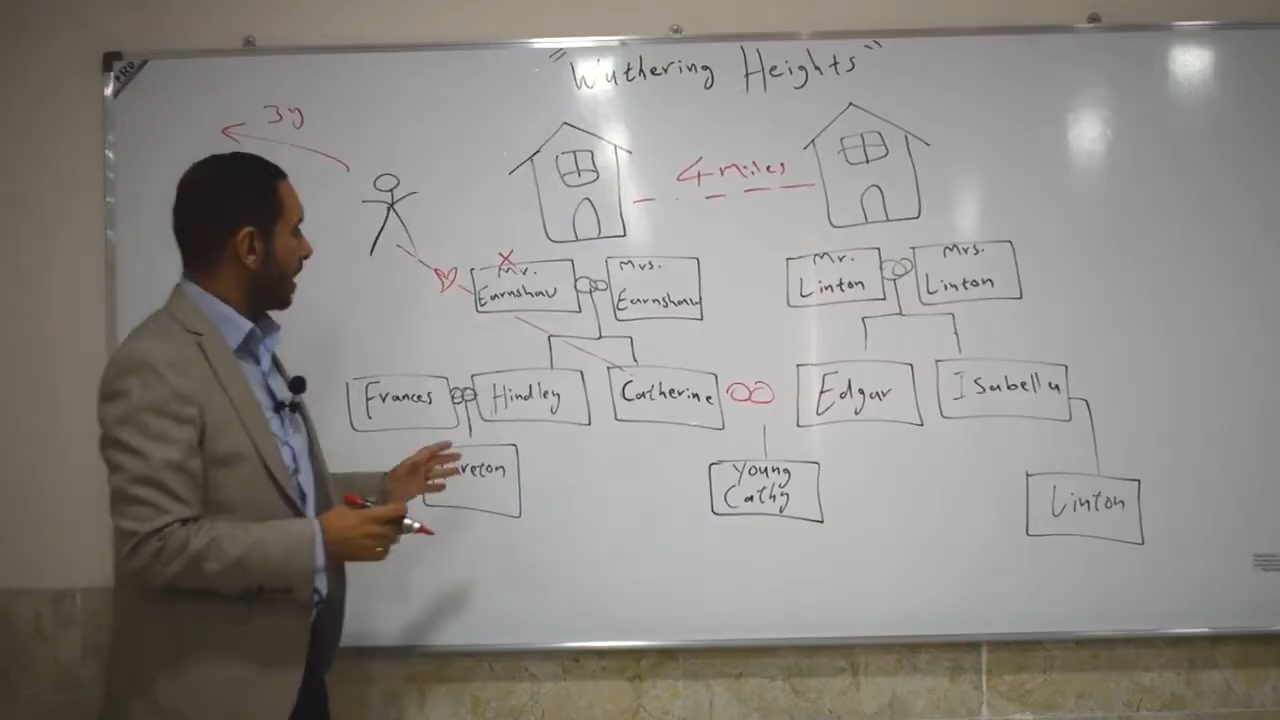 "Wuthering Heights"
3y
4 miles
Mr.
Earnshaw
Mrs.
Earnshaw
Mr.
Linton
Mrs.
Linton
Frances
Hindley
Catherine
Edgar
Isabella
reton
Young
Cathy
Linton